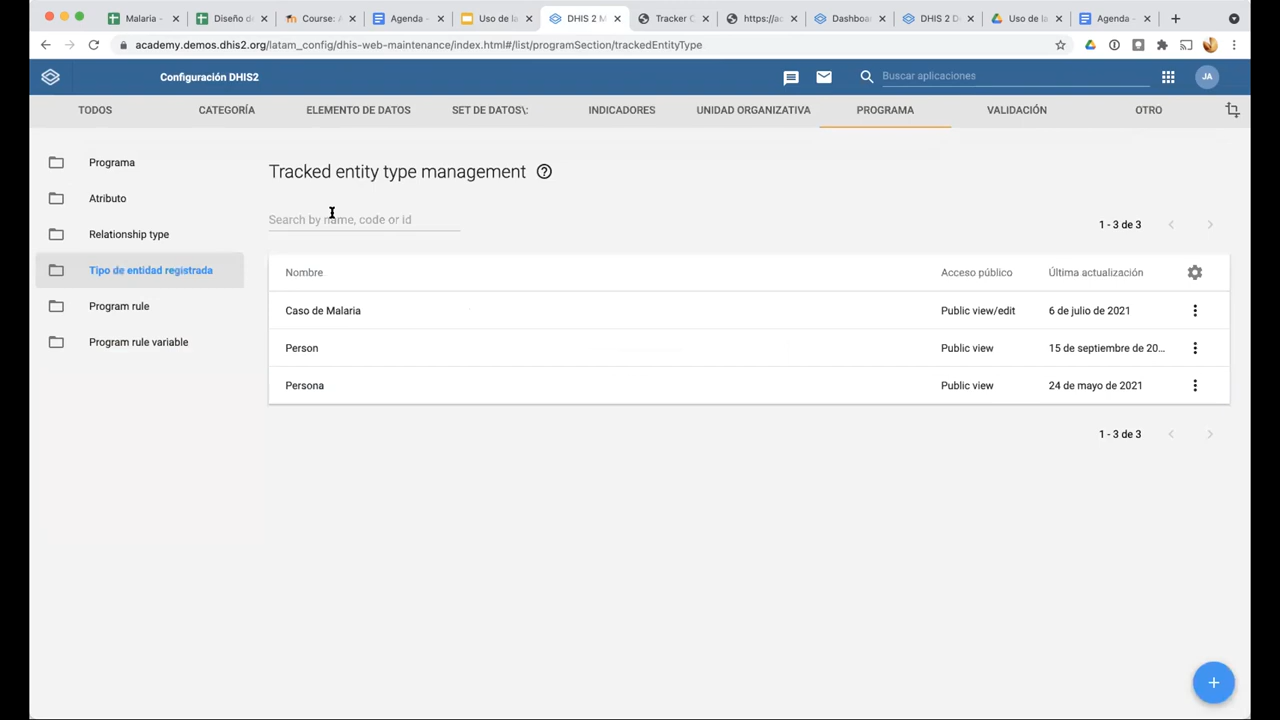 Malaria -
Diseño d
Course: A
Agenda -
Uso de la
DHIS 2 M
Tracker C
https://ac
Dashboa
DHIS 2 D
Uso de la
Agenda -
academy.demos.dhis2.org/latam_config/dhis-web-maintenance/index.html#/list/programSection/trackedEntityType
Configuración DHIS2
Buscar aplicaciones
JA
TODOS
CATEGORÍA
ELEMENTO DE DATOS
SET DE DATOS\:
INDICADORES
UNIDAD ORGANIZATIVA
PROGRAMA
VALIDACIÓN
OTRO
Programa
Atributo
Relationship type
Tipo de entidad registrada
Program rule
Program rule variable
Tracked entity type management
Search by name, code or id
1 - 3 de 3
Nombre Acceso público Última actualización
Caso de Malaria Public view/edit 6 de julio de 2021
Person Public view 15 de septiembre de 20...
Persona Public view 24 de mayo de 2021
1 - 3 de 3